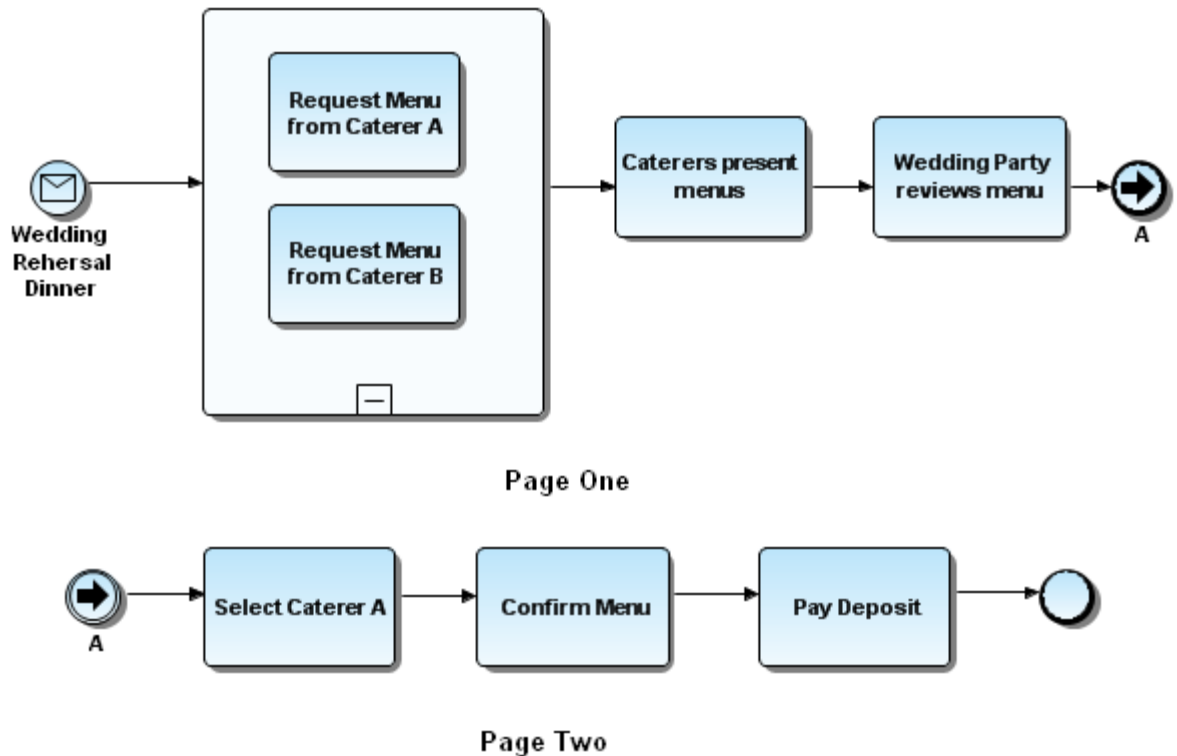 Request Menu
from Caterer A
Request Menu
from Caterer B
Caterers present
menus
Wedding Party
reviews menu
Wedding
Rehersal
Dinner
A
Page One
A
Select Caterer A
Confirm Menu
Pay Deposit
Page Two